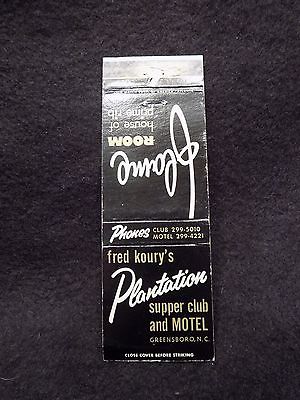 Flame
ROOM
house of
prime rib
Phones CLUB 299-5010
MOTEL 299-4221
fred koury's
Plantation
supper club
and MOTEL
GREENSBORO, N.C.
CLOSE COVER BEFORE STRIKING